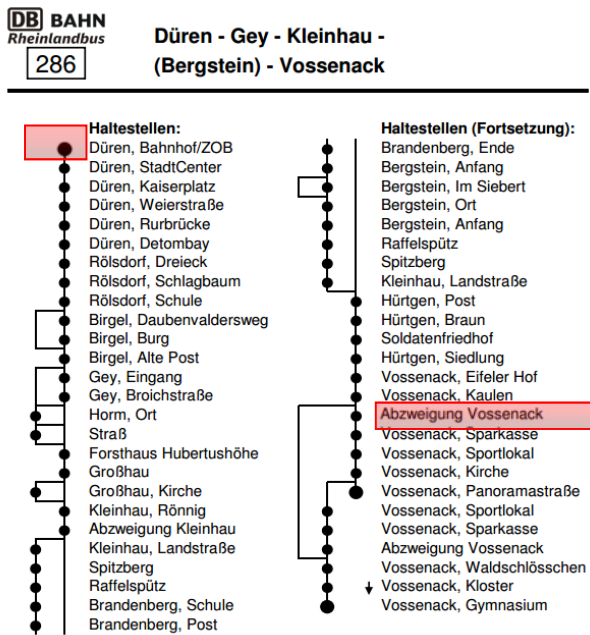 DB BAHN
Rheinlandbus
286
Düren - Gey - Kleinhau -
(Bergstein) - Vossenack
Haltestellen:
Düren, Bahnhof/ZOB
Düren, StadtCenter
Düren, Kaiserplatz
Düren, Weierstraße
Düren, Rurbrücke
Düren, Detombay
Rölsdorf, Dreieck
Rölsdorf, Schlagbaum
Rölsdorf, Schule
Birgel, Daubenvaldersweg
Birgel, Burg
Birgel, Alte Post
Gey, Eingang
Gey, Broichstraße
Horm, Ort
Straß
Forsthaus Hubertushöhe
Großhau
Großhau, Kirche
Kleinhau, Rönnig
Abzweigung Kleinhau
Kleinhau, Landstraße
Spitzberg
Raffelspütz
Brandenberg, Schule
Brandenberg, Post
Haltestellen (Fortsetzung):
Brandenberg, Ende
Bergstein, Anfang
Bergstein, Im Siebert
Bergstein, Ort
Bergstein, Anfang
Raffelspütz
Spitzberg
Kleinhau, Landstraße
Hürtgen, Post
Hürtgen, Braun
Soldatenfriedhof
Hürtgen, Siedlung
Vossenack, Eifeler Hof
Vossenack, Kaulen
Abzweigung Vossenack
Vossenack, Sparkasse
Vossenack, Sportlokal
Vossenack, Kirche
Vossenack, Panoramastraße
Vossenack, Sportlokal
Vossenack, Sparkasse
Abzweigung Vossenack
Vossenack, Waldschlösschen
Vossenack, Kloster
Vossenack, Gymnasium